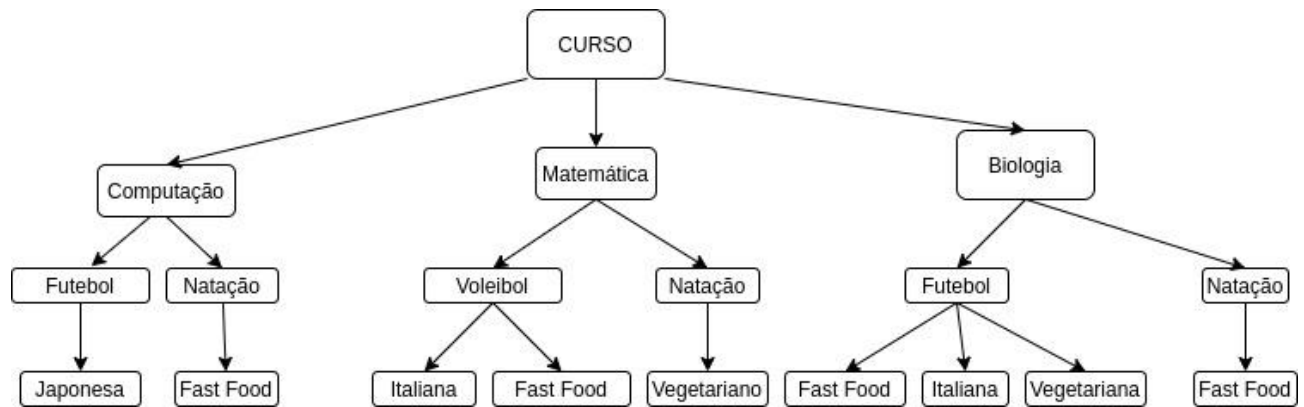 CURSO
Computação
Matemática
Biologia
Futebol
Natação
Voleibol
Natação
Futebol
Natação
Japonesa
Fast Food
Italiana
Fast Food
Vegetariano
Fast Food
Italiana
Vegetariana
Fast Food